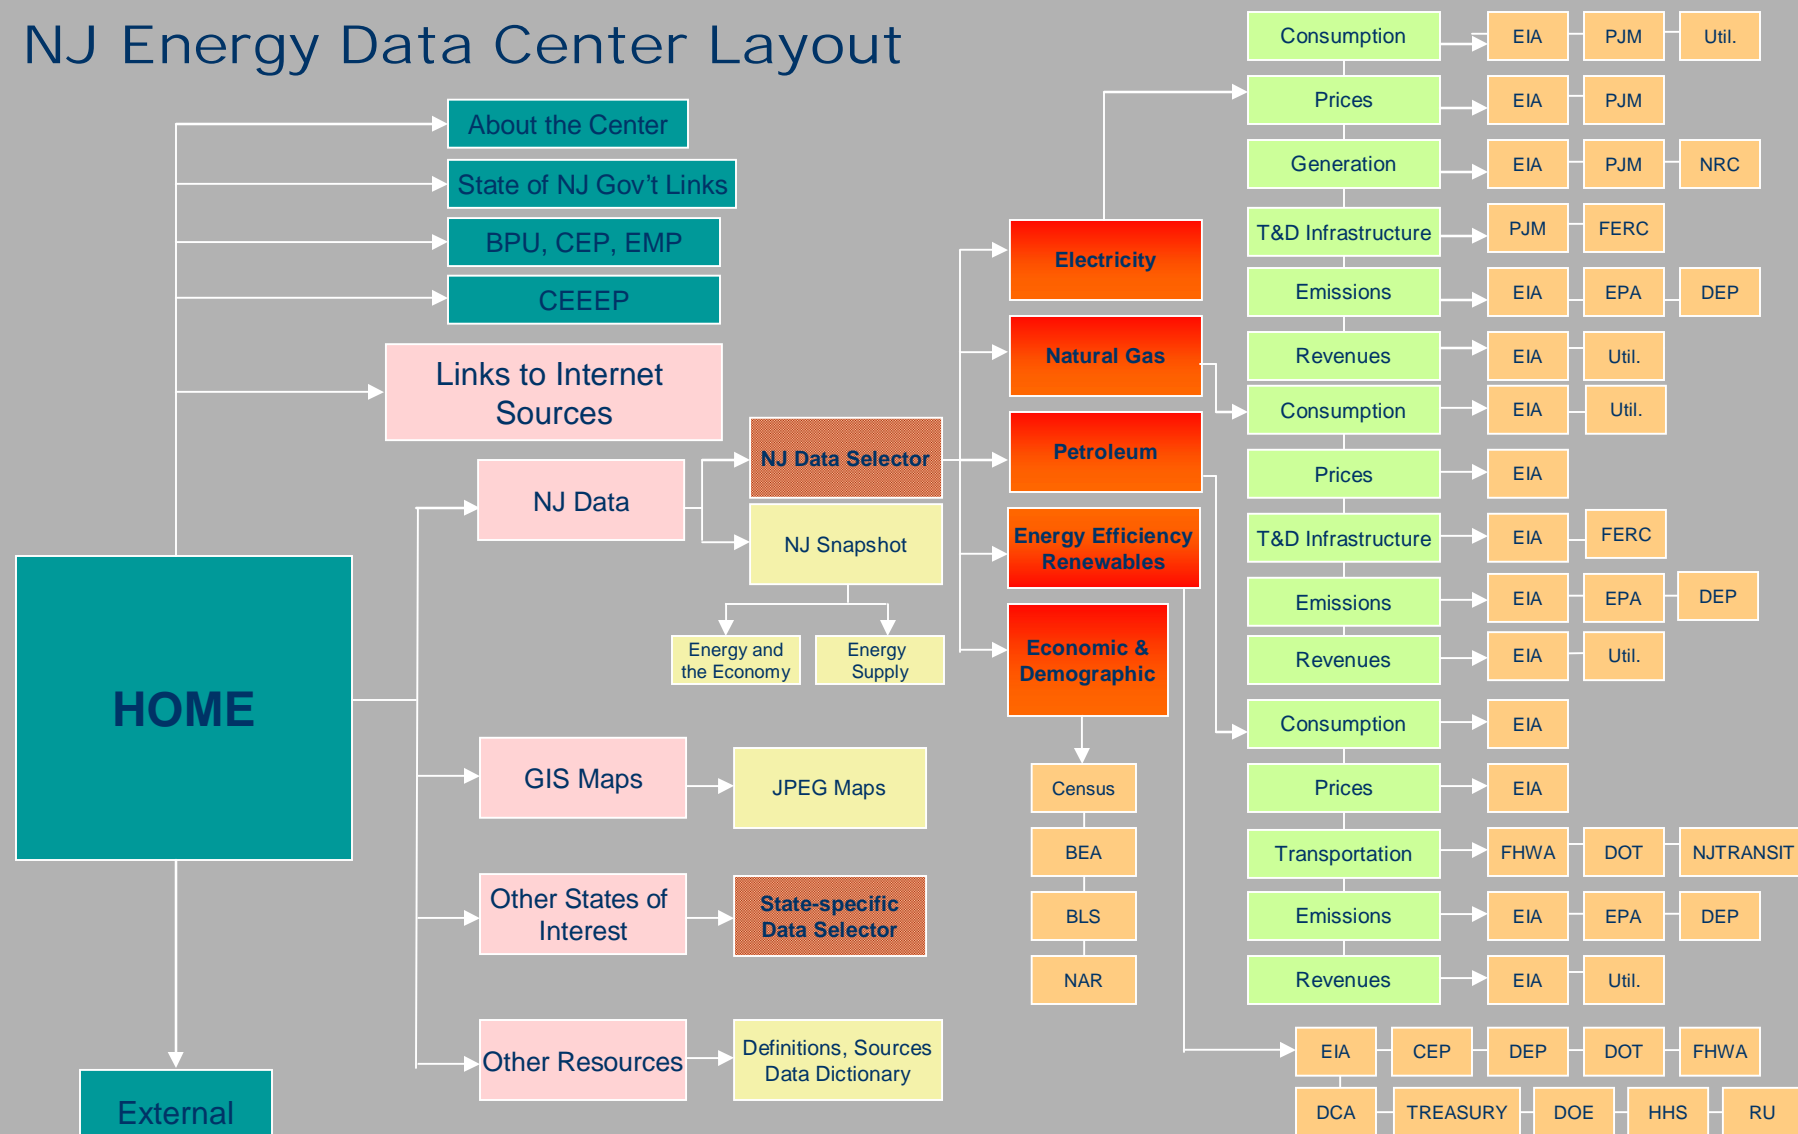 NJ Energy Data Center Layout
About the Center
State of NJ Gov't Links
BPU, CEP, EMP
CEEEP
Links to Internet
Sources
NJ Data
NJ Data Selector
NJ Snapshot
Energy and
the Economy
Energy
Supply
HOME
GIS Maps
JPEG Maps
Other States of
Interest
State-specific
Data Selector
Other Resources
Definitions, Sources
Data Dictionary
External
Electricity
Natural Gas
Petroleum
Energy Efficiency
Renewables
Economic &
Demographic
Census
BEA
BLS
NAR
Consumption EIA PJM Util.
Prices EIA PJM
Generation EIA PJM NRC
T&D Infrastructure PJM FERC
Emissions EIA EPA DEP
Revenues EIA Util.
Consumption EIA Util.
Prices EIA
T&D Infrastructure EIA FERC
Emissions EIA EPA DEP
Revenues EIA Util.
Consumption EIA
Prices EIA
Transportation FHWA DOT NJTRANSIT
Emissions EIA EPA DEP
Revenues EIA Util.
EIA CEP DEP DOT FHWA
DCA TREASURY DOE HHS RU